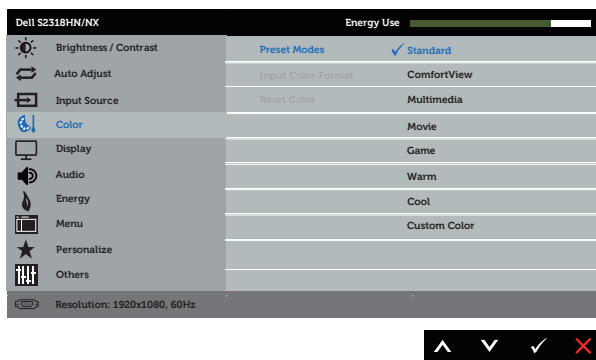 Dell S2318HN/NX Energy Use
Brightness / Contrast Preset Modes Standard
Auto Adjust Input Color Format ComfortView
Input Source Reset Color Multimedia
Color Movie
Display Game
Audio Warm
Energy Cool
Menu Custom Color
Personalize
Others
Resolution: 1920x1080, 60Hz